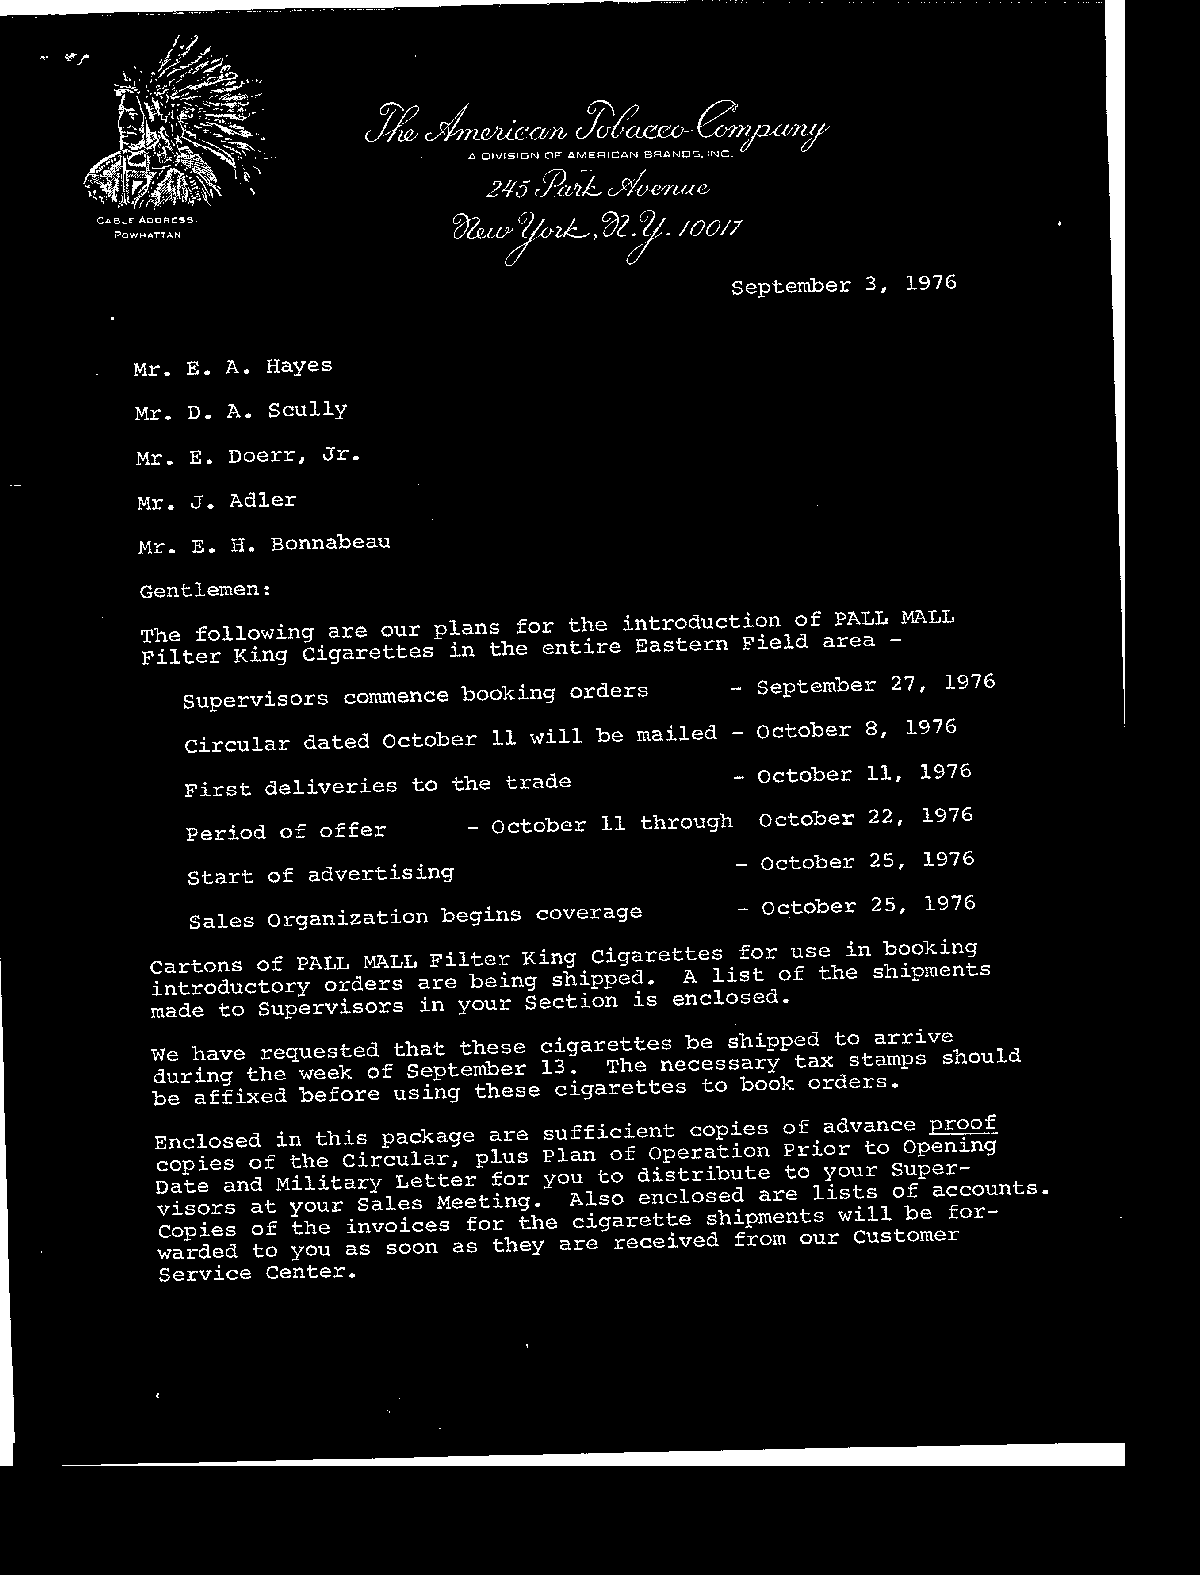 The American Tobacco Company
A DIVISION OF AMERICAN BRANDS, INC.
245 Park Avenue
New York, N.Y. 10017
CABLE ADDRESS.
POWHATTAN
September 3, 1976
Mr. E. A. Hayes
Mr. D. A. Scully
Mr. E. Doerr, Jr.
Mr. J. Adler
Mr. E. H. Bonnabeau
Gentlemen:
The following are our plans for the introduction of PALL MALL
Filter King Cigarettes in the entire Eastern Field area -
Supervisors commence booking orders - September 27, 1976
Circular dated October 11 will be mailed - October 8, 1976
First deliveries to the trade - October 11, 1976
Period of offer - October 11 through October 22, 1976
Start of advertising - October 25, 1976
Sales Organization begins coverage - October 25, 1976
Cartons of PALL MALL Filter King Cigarettes for use in booking
introductory orders are being shipped. A list of the shipments
made to Supervisors in your Section is enclosed.
We have requested that these cigarettes be shipped to arrive
during the week of September 13. The necessary tax stamps should
be affixed before using these cigarettes to book orders.
Enclosed in this package are sufficient copies of advance proof
copies of the Circular, plus Plan of Operation Prior to Opening
Date and Military Letter for you to distribute to your Super-
visors at your Sales Meeting. Also enclosed are lists of accounts.
Copies of the invoices for the cigarette shipments will be for-
warded to you as soon as they are received from our Customer
Service Center.